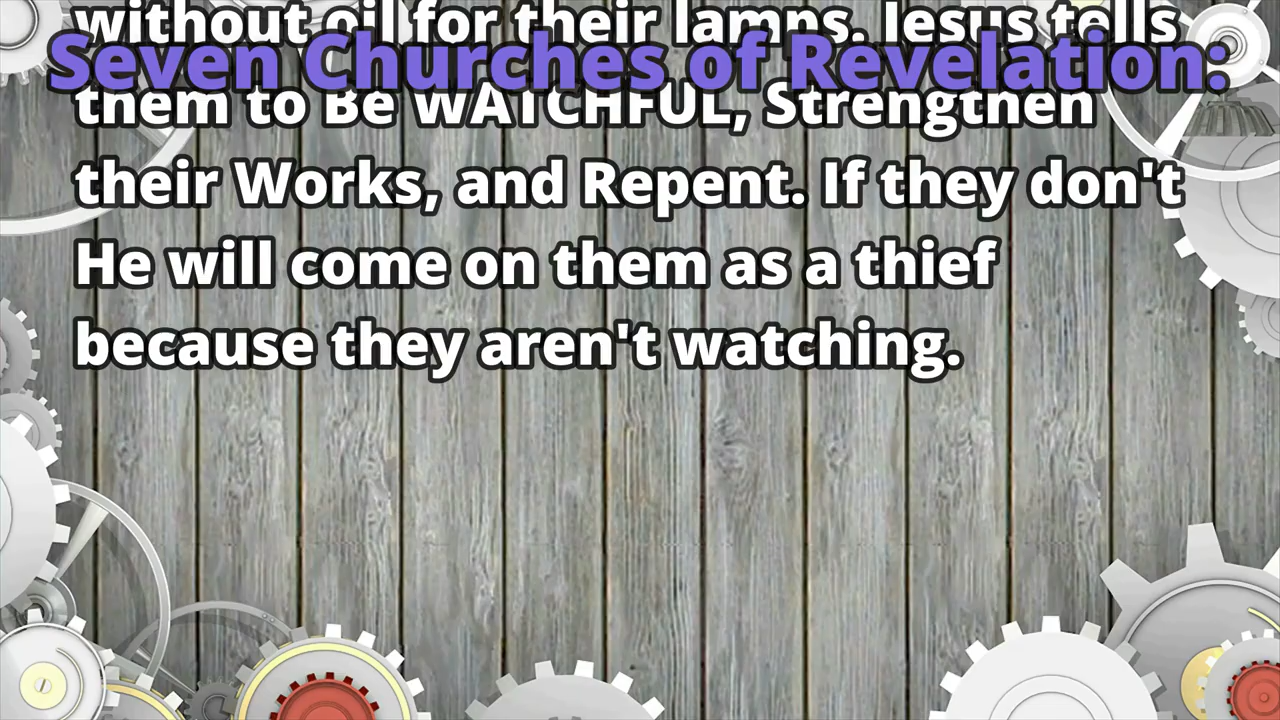 without oil for their lamps. Jesus tells
Seven Churches of Revelation:
them to Be WATCHFUL, Strengthen
their Works, and Repent. If they don't
He will come on them as a thief
because they aren't watching.